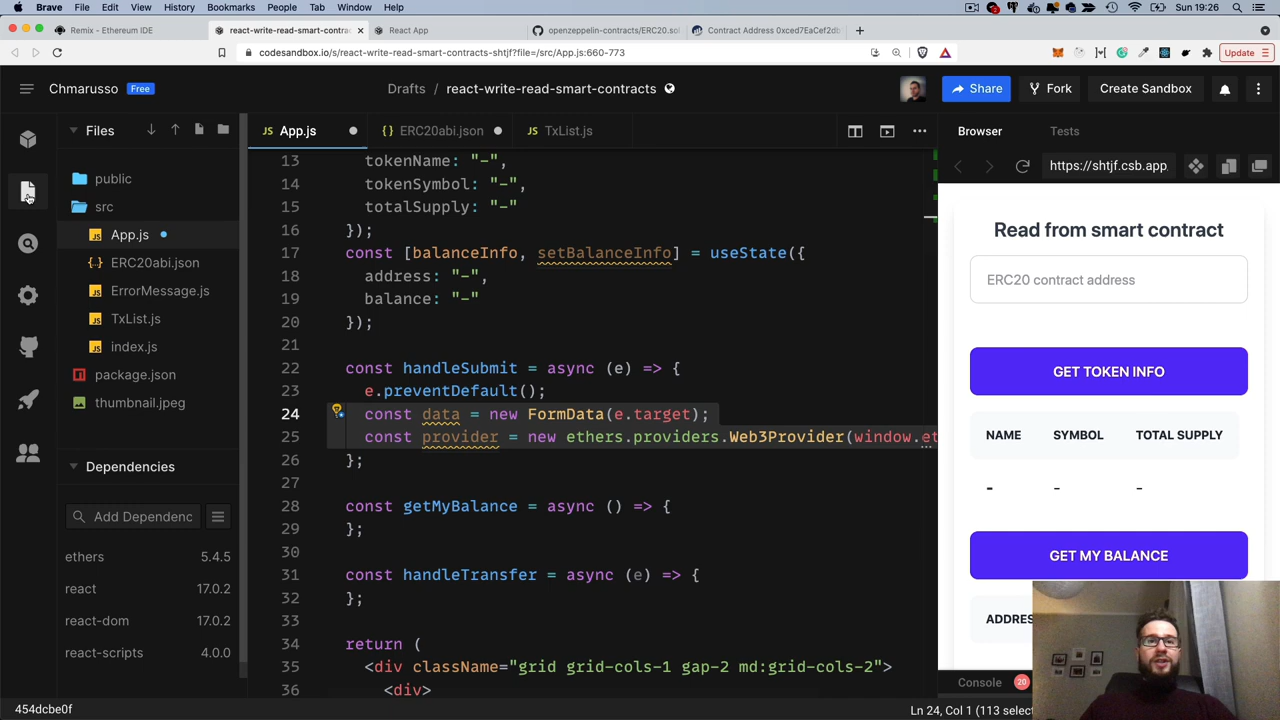 Brave File Edit View History Bookmarks People Tab Window Help Sun 19:26
Remix - Ethereum IDE react-write-read-smart-contrac React App openzeppelin-contracts/ERC20.sol Contract Address 0xced7EaCef2db
codesandbox.io/s/react-write-read-smart-contracts-shtjf?file=/src/App.js:660-773 Update
Chmarusso Free Drafts / react-write-read-smart-contracts Share Fork Create Sandbox
Files App.js ERC20abi.json TxList.js Browser Tests
https://shtjf.csb.app
public
src
App.js
ERC20abi.json
ErrorMessage.js
TxList.js
index.js
package.json
thumbnail.jpeg
Dependencies
Add Dependenc
ethers 5.4.5
react 17.0.2
react-dom 17.0.2
react-scripts 4.0.0
13 tokenName: "-",
14 tokenSymbol: "-",
15 totalSupply: "-"
16 });
17 const [balanceInfo, setBalanceInfo] = useState({
18 address: "-",
19 balance: "-"
20 });
21
22 const handleSubmit = async (e) => {
23 e.preventDefault();
24 const data = new FormData(e.target);
25 const provider = new ethers.providers.Web3Provider(window.et
26 };
27
28 const getMyBalance = async () => {
29 };
30
31 const handleTransfer = async (e) => {
32 };
33
34 return (
35 <div className="grid grid-cols-1 gap-2 md:grid-cols-2">
36 <div>
Read from smart contract
ERC20 contract address
GET TOKEN INFO
NAME SYMBOL TOTAL SUPPLY
- - -
GET MY BALANCE
ADDRES
Console 20
454dcbe0f Ln 24, Col 1 (113 select